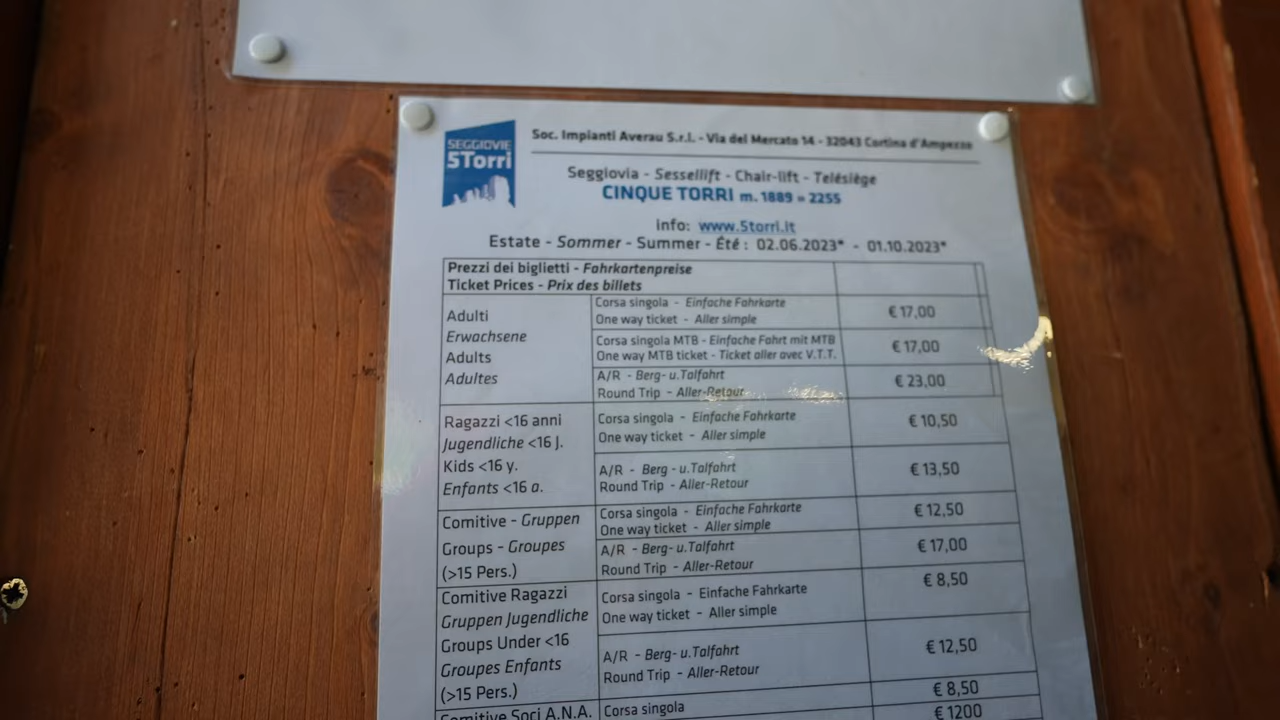 SEGGIOVIE
5Torri
Soc. Impianti Averau S.r.l. - Via del Mercato 14 - 32043 Cortina d'Ampezzo
Seggiovia - Sessellift - Chair-lift - Telésiège
CINQUE TORRI m. 1889 » 2255
info: www.5torri.it
Estate - Sommer - Summer - Été : 02.06.2023* - 01.10.2023*
Prezzi dei biglietti - Fahrkartenpreise
Ticket Prices - Prix des billets
Adulti
Erwachsene
Adults
Adultes
Corsa singola - Einfache Fahrkarte
One way ticket - Aller simple
€ 17,00
Corsa singola MTB - Einfache Fahrt mit MTB
One way MTB ticket - Ticket aller avec V.T.T.
€ 17,00
A/R - Berg- u.Talfahrt
Round Trip - Aller-Retour
€ 23,00
Ragazzi <16 anni
Jugendliche <16 J.
Kids <16 y.
Enfants <16 a.
Corsa singola - Einfache Fahrkarte
One way ticket - Aller simple
€ 10,50
A/R - Berg - u.Talfahrt
Round Trip - Aller-Retour
€ 13,50
Comitive - Gruppen
Groups - Groupes
(>15 Pers.)
Corsa singola - Einfache Fahrkarte
One way ticket - Aller simple
€ 12,50
A/R - Berg- u.Talfahrt
Round Trip - Aller-Retour
€ 17,00
Comitive Ragazzi
Gruppen Jugendliche
Groups Under <16
Groupes Enfants
(>15 Pers.)
Corsa singola - Einfache Fahrkarte
One way ticket - Aller simple
€ 8,50
A/R - Berg- u.Talfahrt
Round Trip - Aller-Retour
€ 12,50
€ 8,50
Comitive Soci A.N.A.
Corsa singola
€ 1200